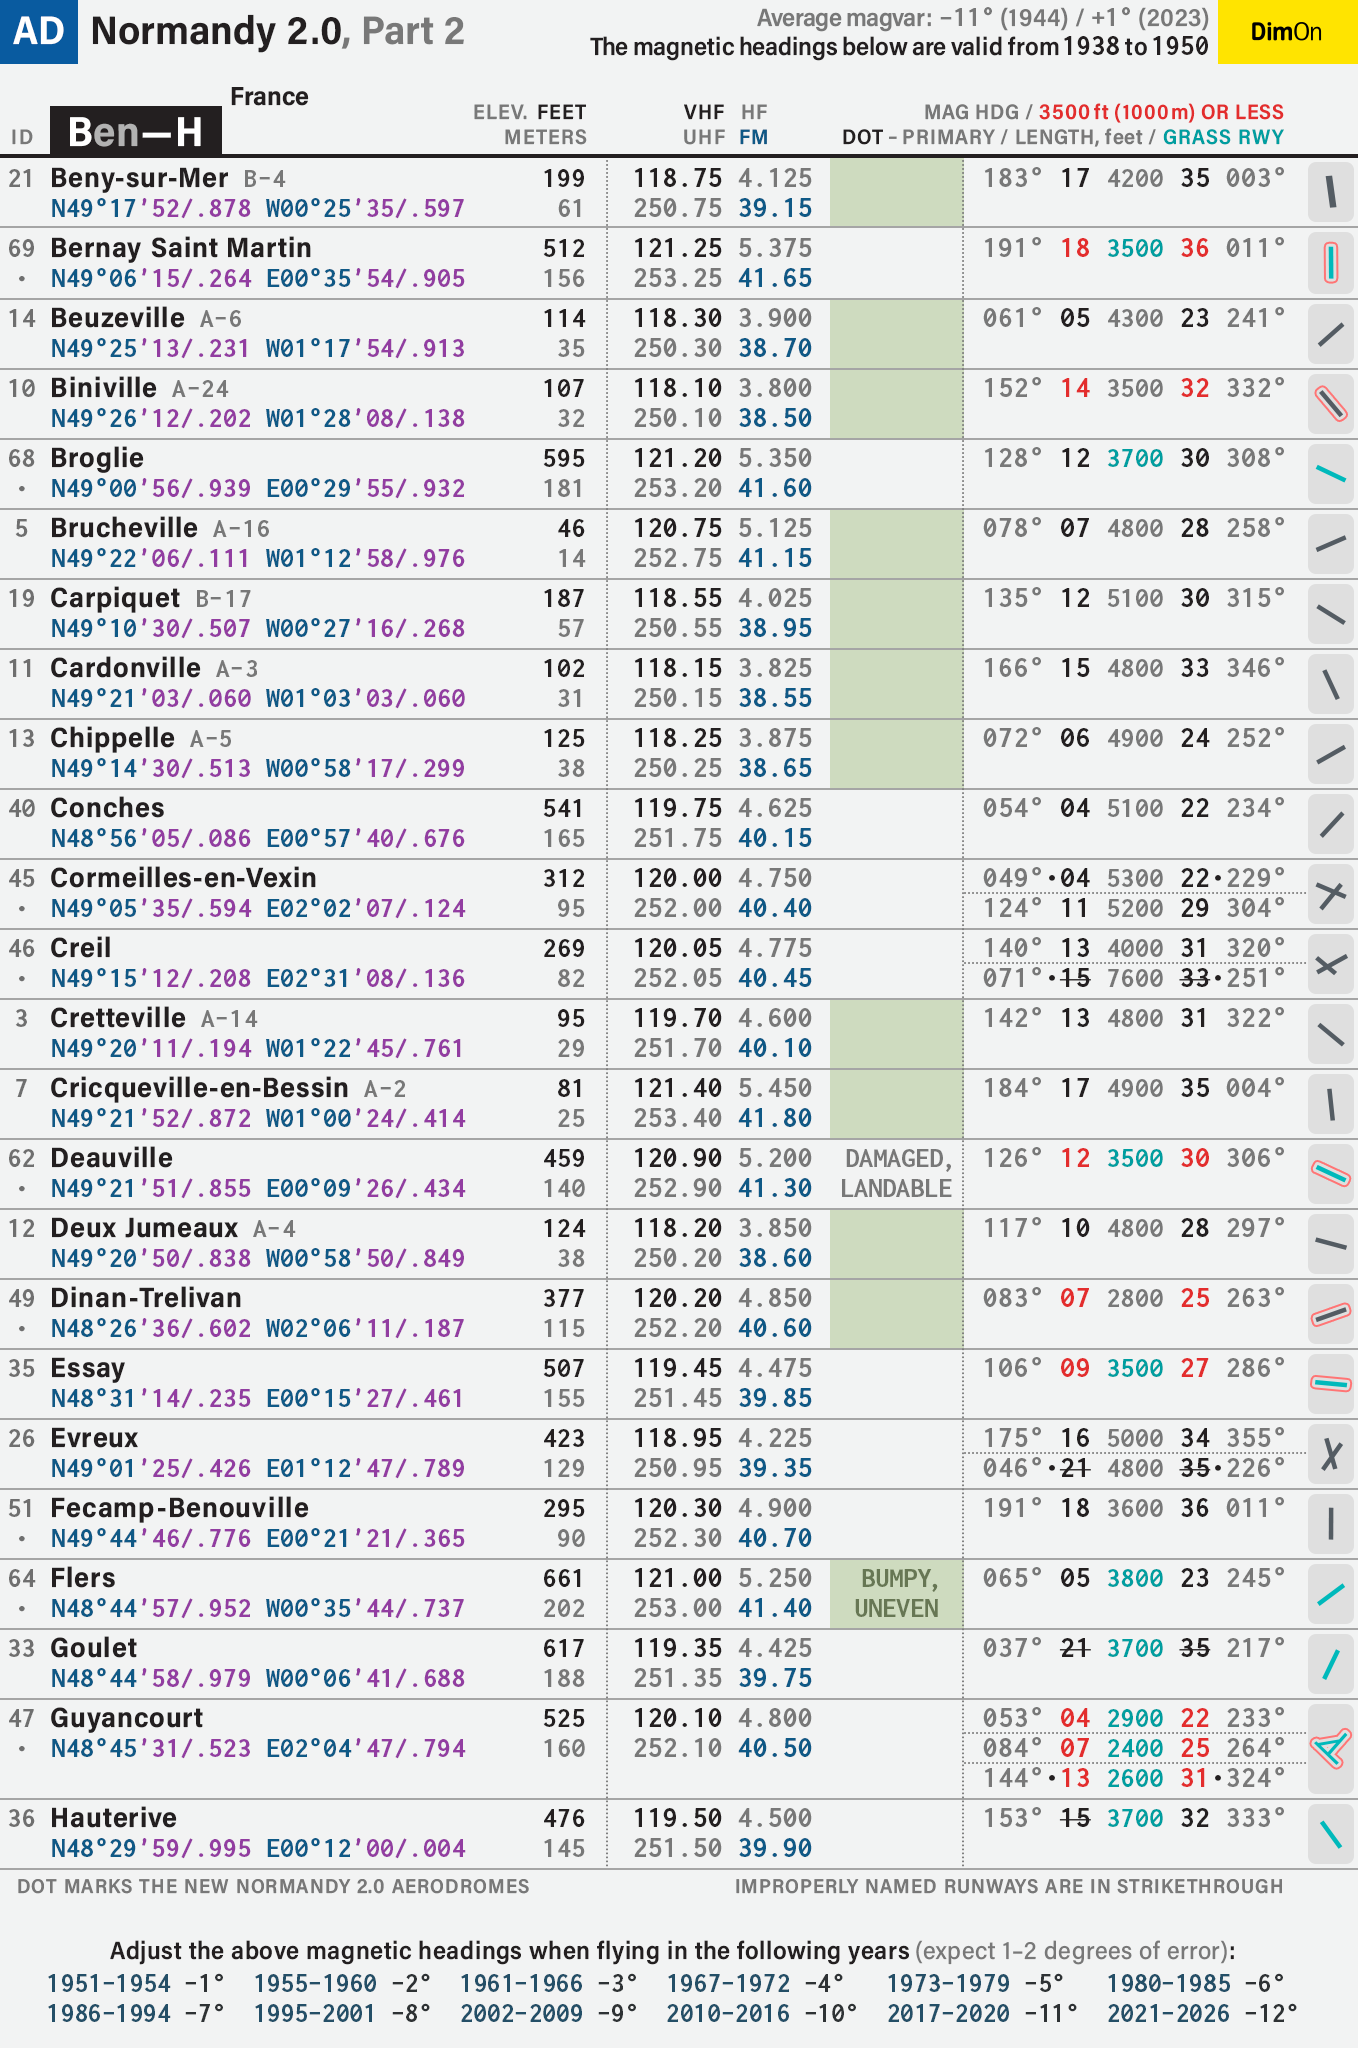 AD Normandy 2.0, Part 2
Average magvar: −11° (1944) / +1° (2023)
The magnetic headings below are valid from 1938 to 1950
DimOn
France
ID Ben—H
ELEV. FEET
METERS
VHF HF
UHF FM
MAG HDG / 3500 ft (1000 m) OR LESS
DOT – PRIMARY / LENGTH, feet / GRASS RWY
21 Beny-sur-Mer B-4 199 118.75 4.125 183° 17 4200 35 003°
N49°17'52/.878 W00°25'35/.597 61 250.75 39.15
69 Bernay Saint Martin 512 121.25 5.375 191° 18 3500 36 011°
• N49°06'15/.264 E00°35'54/.905 156 253.25 41.65
14 Beuzeville A-6 114 118.30 3.900 061° 05 4300 23 241°
N49°25'13/.231 W01°17'54/.913 35 250.30 38.70
10 Biniville A-24 107 118.10 3.800 152° 14 3500 32 332°
N49°26'12/.202 W01°28'08/.138 32 250.10 38.50
68 Broglie 595 121.20 5.350 128° 12 3700 30 308°
• N49°00'56/.939 E00°29'55/.932 181 253.20 41.60
5 Brucheville A-16 46 120.75 5.125 078° 07 4800 28 258°
N49°22'06/.111 W01°12'58/.976 14 252.75 41.15
19 Carpiquet B-17 187 118.55 4.025 135° 12 5100 30 315°
N49°10'30/.507 W00°27'16/.268 57 250.55 38.95
11 Cardonville A-3 102 118.15 3.825 166° 15 4800 33 346°
N49°21'03/.060 W01°03'03/.060 31 250.15 38.55
13 Chippelle A-5 125 118.25 3.875 072° 06 4900 24 252°
N49°14'30/.513 W00°58'17/.299 38 250.25 38.65
40 Conches 541 119.75 4.625 054° 04 5100 22 234°
N48°56'05/.086 E00°57'40/.676 165 251.75 40.15
45 Cormeilles-en-Vexin 312 120.00 4.750 049°•04 5300 22•229°
• N49°05'35/.594 E02°02'07/.124 95 252.00 40.40 124° 11 5200 29 304°
46 Creil 269 120.05 4.775 140° 13 4000 31 320°
• N49°15'12/.208 E02°31'08/.136 82 252.05 40.45 071°•15 7600 33•251°
3 Cretteville A-14 95 119.70 4.600 142° 13 4800 31 322°
N49°20'11/.194 W01°22'45/.761 29 251.70 40.10
7 Cricqueville-en-Bessin A-2 81 121.40 5.450 184° 17 4900 35 004°
N49°21'52/.872 W01°00'24/.414 25 253.40 41.80
62 Deauville 459 120.90 5.200 DAMAGED, 126° 12 3500 30 306°
• N49°21'51/.855 E00°09'26/.434 140 252.90 41.30 LANDABLE
12 Deux Jumeaux A-4 124 118.20 3.850 117° 10 4800 28 297°
N49°20'50/.838 W00°58'50/.849 38 250.20 38.60
49 Dinan-Trelivan 377 120.20 4.850 083° 07 2800 25 263°
• N48°26'36/.602 W02°06'11/.187 115 252.20 40.60
35 Essay 507 119.45 4.475 106° 09 3500 27 286°
N48°31'14/.235 E00°15'27/.461 155 251.45 39.85
26 Evreux 423 118.95 4.225 175° 16 5000 34 355°
N49°01'25/.426 E01°12'47/.789 129 250.95 39.35 046°•21 4800 35•226°
51 Fecamp-Benouville 295 120.30 4.900 191° 18 3600 36 011°
• N49°44'46/.776 E00°21'21/.365 90 252.30 40.70
64 Flers 661 121.00 5.250 BUMPY, 065° 05 3800 23 245°
• N48°44'57/.952 W00°35'44/.737 202 253.00 41.40 UNEVEN
33 Goulet 617 119.35 4.425 037° 21 3700 35 217°
N48°44'58/.979 W00°06'41/.688 188 251.35 39.75
47 Guyancourt 525 120.10 4.800 053° 04 2900 22 233°
• N48°45'31/.523 E02°04'47/.794 160 252.10 40.50 084° 07 2400 25 264°
144°•13 2600 31•324°
36 Hauterive 476 119.50 4.500 153° 15 3700 32 333°
N48°29'59/.995 E00°12'00/.004 145 251.50 39.90
DOT MARKS THE NEW NORMANDY 2.0 AERODROMES
IMPROPERLY NAMED RUNWAYS ARE IN STRIKETHROUGH
Adjust the above magnetic headings when flying in the following years (expect 1–2 degrees of error):
1951–1954 −1° 1955–1960 −2° 1961–1966 −3° 1967–1972 −4° 1973–1979 −5° 1980–1985 −6°
1986–1994 −7° 1995–2001 −8° 2002–2009 −9° 2010–2016 −10° 2017–2020 −11° 2021–2026 −12°